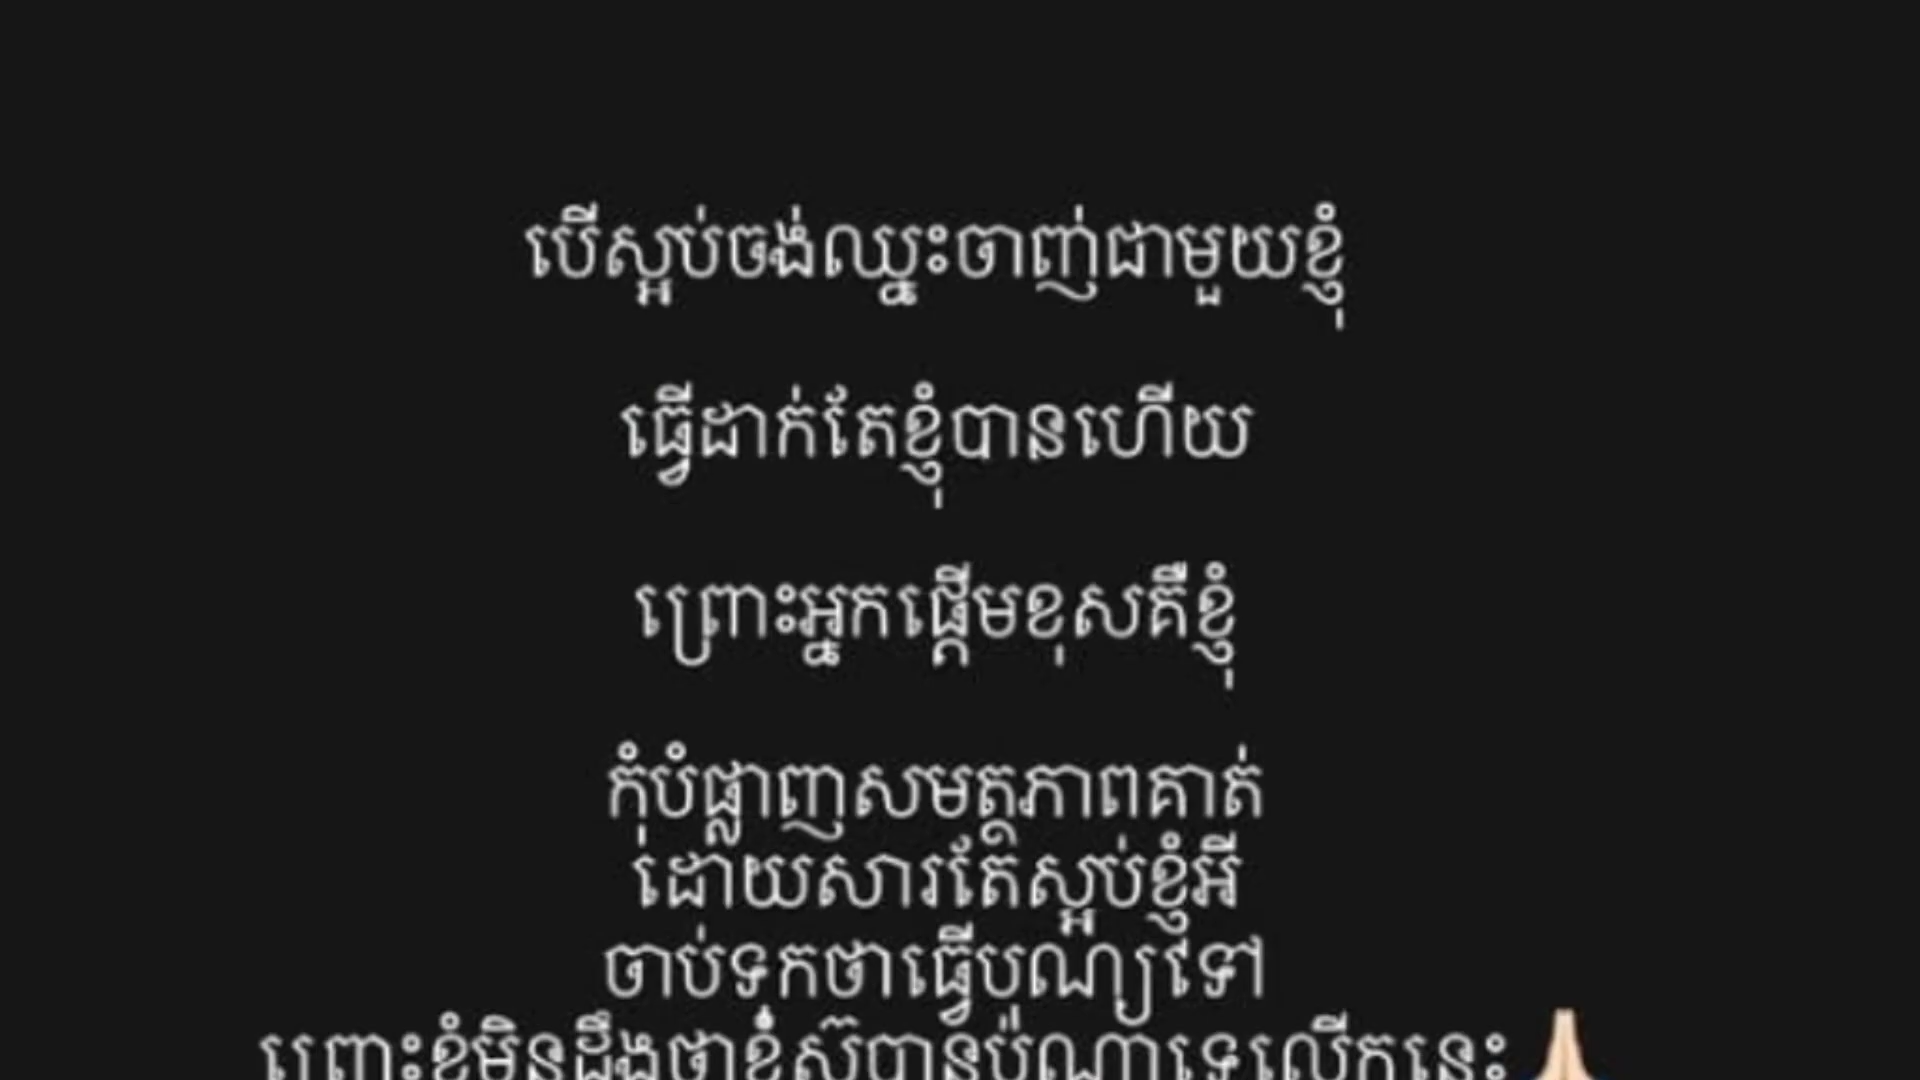 បើស្អប់ចង់ឈ្នះចាញ់ជាមួយខ្ញុំ
ធ្វើដាក់តែខ្ញុំបានហើយ
ព្រោះអ្នកផ្ដើមខុសគឺខ្ញុំ
កុំបំផ្លាញសមត្ថភាពគាត់
ដោយសារតែស្អប់ខ្ញុំអី
ចាប់ទុកថាធ្វើបុណ្យទៅ
ព្រោះខ្ញុំមិនដឹងថាខ្ញុំស៊ូបានប៉ុណ្ណាទេលើកនេះ🙏🏻